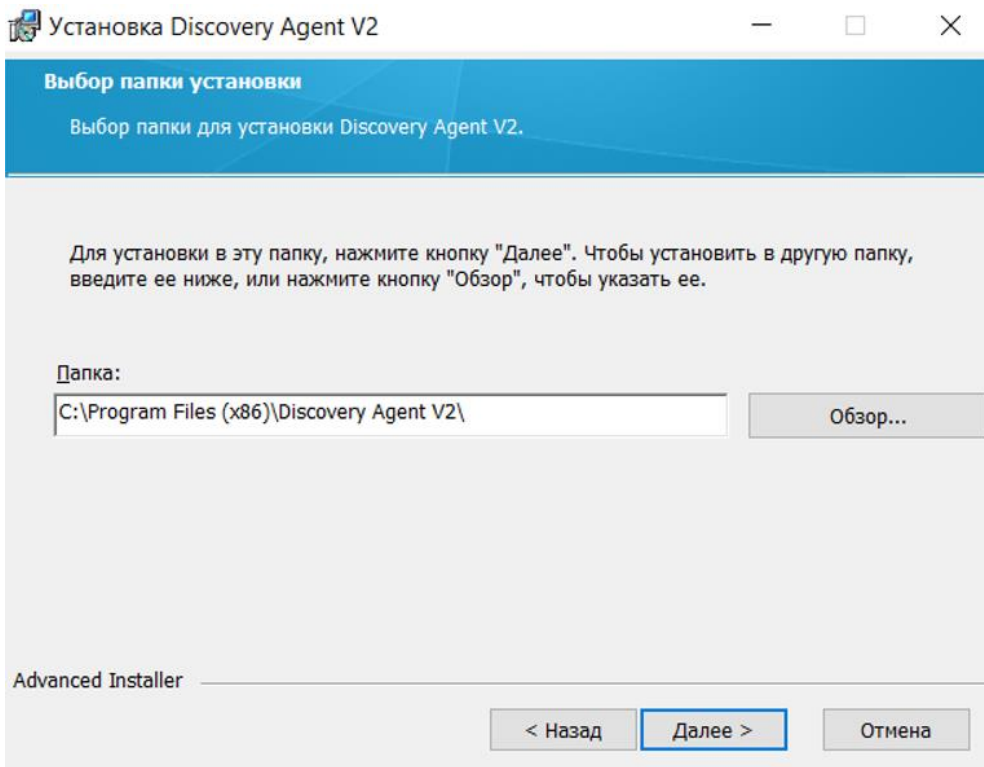 Установка Discovery Agent V2
Выбор папки установки
Выбор папки для установки Discovery Agent V2.
Для установки в эту папку, нажмите кнопку "Далее". Чтобы установить в другую папку,
введите ее ниже, или нажмите кнопку "Обзор", чтобы указать ее.
Папка:
C:\Program Files (x86)\Discovery Agent V2\
Обзор...
Advanced Installer
< Назад
Далее >
Отмена